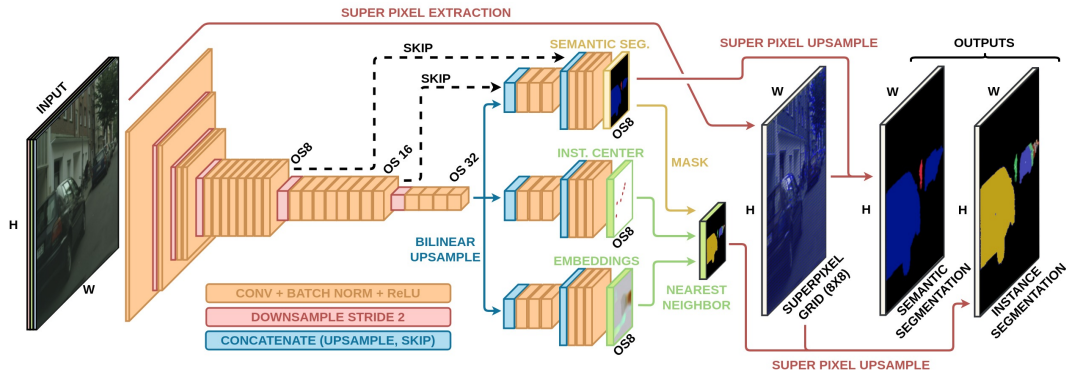 SUPER PIXEL EXTRACTION
INPUT
H
W
SKIP
SKIP
OS8
OS 16
OS 32
SEMANTIC SEG.
OS8
INST. CENTER
OS8
EMBEDDINGS
OS8
BILINEAR
UPSAMPLE
MASK
NEAREST
NEIGHBOR
CONV + BATCH NORM + ReLU
DOWNSAMPLE STRIDE 2
CONCATENATE (UPSAMPLE, SKIP)
SUPER PIXEL UPSAMPLE
W
H
SUPERPIXEL
GRID (8X8)
OUTPUTS
W
H
SEMANTIC
SEGMENTATION
W
H
INSTANCE
SEGMENTATION
SUPER PIXEL UPSAMPLE